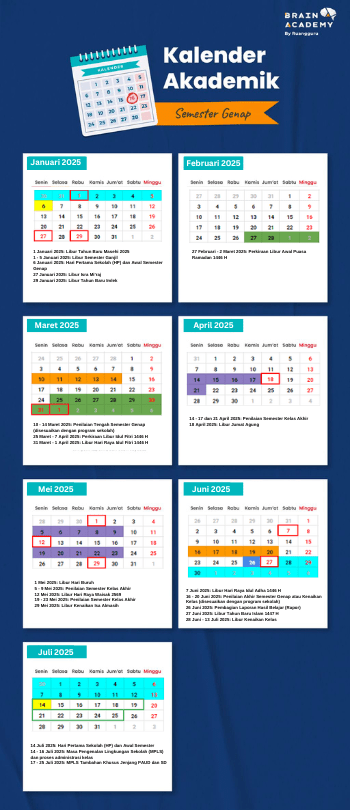 BRAIN
ACADEMY
By Ruangguru
KALENDER
Kalender
Akademik
Semester Genap
Januari 2025
Senin Selasa Rabu Kamis Jum'at Sabtu Minggu
6 7 8 9 10 11 12
13 14 15 16 17 18 19
20 21 22 23 24 25 26
27 28 29 30 31 1 2
1 Januari 2025: Libur Tahun Baru Masehi 2025
1 - 5 Januari 2025: Libur Semester Ganjil
6 Januari 2025: Hari Pertama Sekolah (HP) dan Awal Semester
Genap
27 Januari 2025: Libur Isra Mi'raj
29 Januari 2025: Libur Tahun Baru Imlek
Februari 2025
Senin Selasa Rabu Kamis Jum'at Sabtu Minggu
27 28 29 30 31 1 2
3 4 5 6 7 8 9
10 11 12 13 14 15 16
17 18 19 20 21 22 23
24 25 26 27 28 1 2
27 Februari - 2 Maret 2025: Perkiraan Libur Awal Puasa
Ramadan 1446 H
Maret 2025
Senin Selasa Rabu Kamis Jum'at Sabtu Minggu
24 25 26 27 28 1 2
3 4 5 6 7 8 9
10 11 12 13 14 15 16
17 18 19 20 21 22 23
24 25 26 27 28 29 30
31 1 2 3 4 5 6
10 - 14 Maret 2025: Penilaian Tengah Semester Genap
(disesuaikan dengan program sekolah)
25 Maret - 7 April 2025: Perkiraan Libur Idul Fitri 1446 H
31 Maret - 1 April 2025: Libur Hari Raya Idul Fitri 1446 H
April 2025
Senin Selasa Rabu Kamis Jum'at Sabtu Minggu
31 1 2 3 4 5 6
7 8 9 10 11 12 13
14 15 16 17 18 19 20
21 22 23 24 25 26 27
28 29 30 1 2 3 4
14 - 17 dan 21 April 2025: Penilaian Semester Kelas Akhir
18 April 2025: Libur Jumat Agung
Mei 2025
Senin Selasa Rabu Kamis Jum'at Sabtu Minggu
28 29 30 1 2 3 4
5 6 7 8 9 10 11
12 13 14 15 16 17 18
19 20 21 22 23 24 25
26 27 28 29 30 31 1
1 Mei 2025: Libur Hari Buruh
5 - 9 Mei 2025: Penilaian Semester Kelas Akhir
12 Mei 2025: Libur Hari Raya Waisak 2569
19 - 23 Mei 2025: Penilaian Semester Kelas Akhir
29 Mei 2025: Libur Kenaikan Isa Almasih
Juni 2025
Senin Selasa Rabu Kamis Jum'at Sabtu Minggu
26 27 28 29 30 31 1
2 3 4 5 6 7 8
9 10 11 12 13 14 15
16 17 18 19 20 21 22
23 24 25 26 27 28 29
30
7 Juni 2025: Libur Hari Raya Idul Adha 1446 H
16 - 20 Juni 2025: Penilaian Akhir Semester Genap atau Kenaikan
Kelas (disesuaikan dengan program sekolah)
26 Juni 2025: Pembagian Laporan Hasil Belajar (Rapor)
27 Juni 2025: Libur Tahun Baru Islam 1447 H
28 Juni - 13 Juli 2025: Libur Kenaikan Kelas
Juli 2025
Senin Selasa Rabu Kamis Jum'at Sabtu Minggu
1 2 3 4 5 6
7 8 9 10 11 12 13
14 15 16 17 18 19 20
21 22 23 24 25 26 27
28 29 30 31 1 2 3
14 Juli 2025: Hari Pertama Sekolah (HP) dan Awal Semester
14 - 16 Juli 2025: Masa Pengenalan Lingkungan Sekolah (MPLS)
dan proses administrasi kelas
17 - 25 Juli 2025: MPLS Tambahan Khusus Jenjang PAUD dan SD